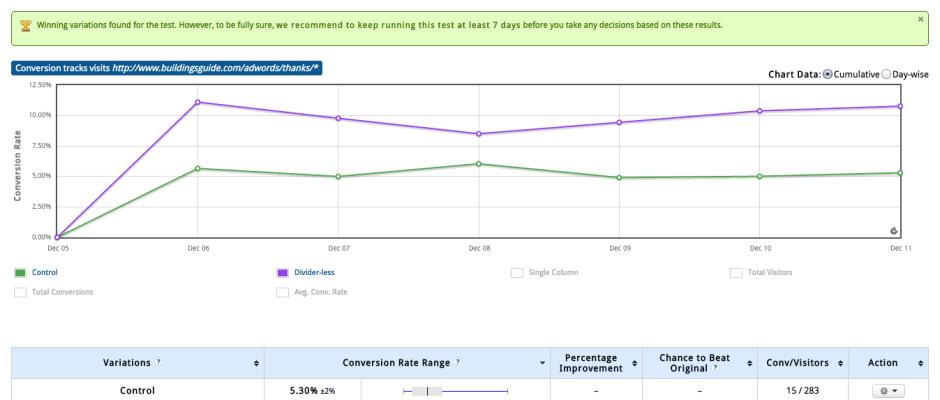 Winning variations found for the test. However, to be fully sure, we recommend to keep running this test at least 7 days before you take any decisions based on these results.
×
Conversion tracks visits http://www.buildingsguide.com/adwords/thanks/*
Chart Data: Cumulative Day-wise
12.50%
10.00%
7.50%
5.00%
2.50%
0.00%
Conversion Rate
Dec 05 Dec 06 Dec 07 Dec 08 Dec 09 Dec 10 Dec 11
Control Divider-less Single Column Total Visitors
Total Conversions Avg. Conv. Rate
Variations ? Conversion Rate Range ? Percentage Improvement Chance to Beat Original ? Conv/Visitors Action
Control 5.30% ±2% – – 15 / 283